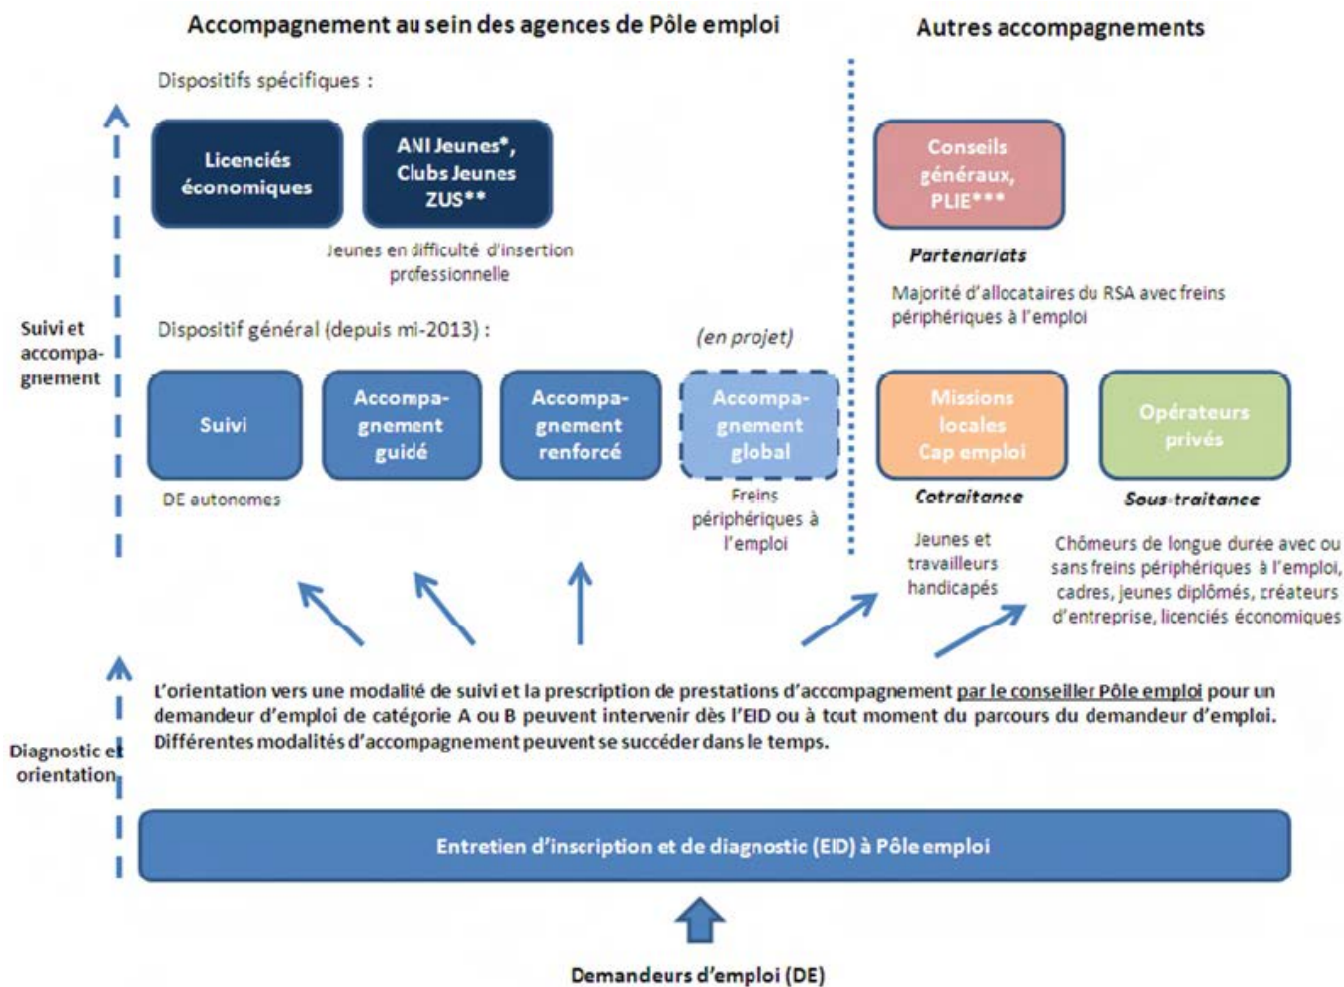 Accompagnement au sein des agences de Pôle emploi
Autres accompagnements
Dispositifs spécifiques :
Licenciés
économiques
ANI Jeunes*,
Clubs Jeunes
ZUS**
Jeunes en difficulté d'insertion
professionnelle
Conseils
généraux,
PLIE***
Partenariats
Majorité d'allocataires du RSA avec freins
périphériques à l'emploi
Suivi et
accompa-
gnement
Dispositif général (depuis mi-2013) :
(en projet)
Suivi
DE autonomes
Accompa-
gnement
guidé
Accompa-
gnement
renforcé
Accompa-
gnement
global
Freins
périphériques à
l'emploi
Missions
locales
Cap emploi
Cotraitance
Jeunes et
travailleurs
handicapés
Opérateurs
privés
Sous-traitance
Chômeurs de longue durée avec ou
sans freins périphériques à l'emploi,
cadres, jeunes diplômés, créateurs
d'entreprise, licenciés économiques
Diagnostic et
orientation
L'orientation vers une modalité de suivi et la prescription de prestations d'accompagnement par le conseiller Pôle emploi pour un
demandeur d'emploi de catégorie A ou B peuvent intervenir dès l'EID ou à tout moment du parcours du demandeur d'emploi.
Différentes modalités d'accompagnement peuvent se succéder dans le temps.
Entretien d'inscription et de diagnostic (EID) à Pôle emploi
Demandeurs d'emploi (DE)